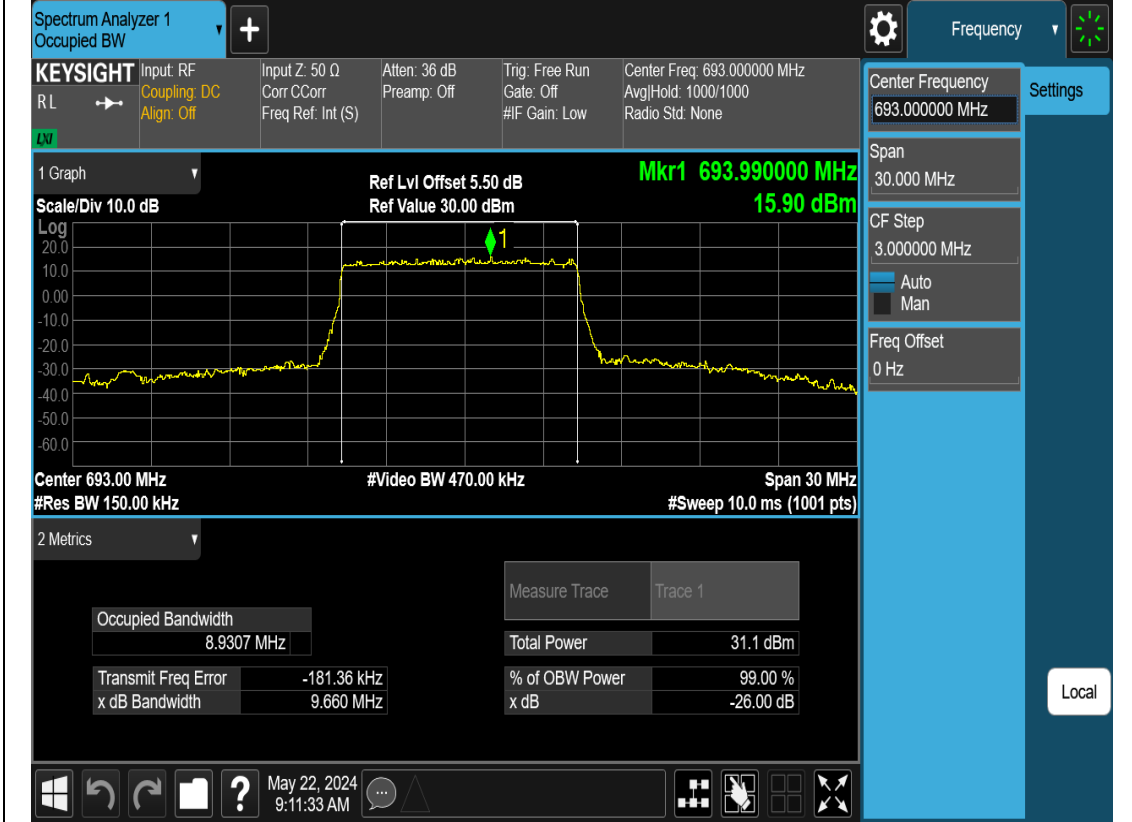 Spectrum Analyzer 1
Occupied BW
Frequency
KEYSIGHT
R L
LXI
Input: RF
Coupling: DC
Align: Off
Input Z: 50 Ω
Corr CCorr
Freq Ref: Int (S)
Atten: 36 dB
Preamp: Off
Trig: Free Run
Gate: Off
#IF Gain: Low
Center Freq: 693.000000 MHz
Avg|Hold: 1000/1000
Radio Std: None
Center Frequency
693.000000 MHz
Settings
Span
30.000 MHz
CF Step
3.000000 MHz
Auto
Man
Freq Offset
0 Hz
Local
1 Graph
Scale/Div 10.0 dB
Ref Lvl Offset 5.50 dB
Ref Value 30.00 dBm
Mkr1 693.990000 MHz
15.90 dBm
Log
20.0
10.0
0.00
-10.0
-20.0
-30.0
-40.0
-50.0
-60.0
1
Center 693.00 MHz
#Res BW 150.00 kHz
#Video BW 470.00 kHz
Span 30 MHz
#Sweep 10.0 ms (1001 pts)
2 Metrics
Measure Trace Trace 1
Occupied Bandwidth
8.9307 MHz
Total Power 31.1 dBm
Transmit Freq Error -181.36 kHz
% of OBW Power 99.00 %
x dB Bandwidth 9.660 MHz
x dB -26.00 dB
?
May 22, 2024
9:11:33 AM